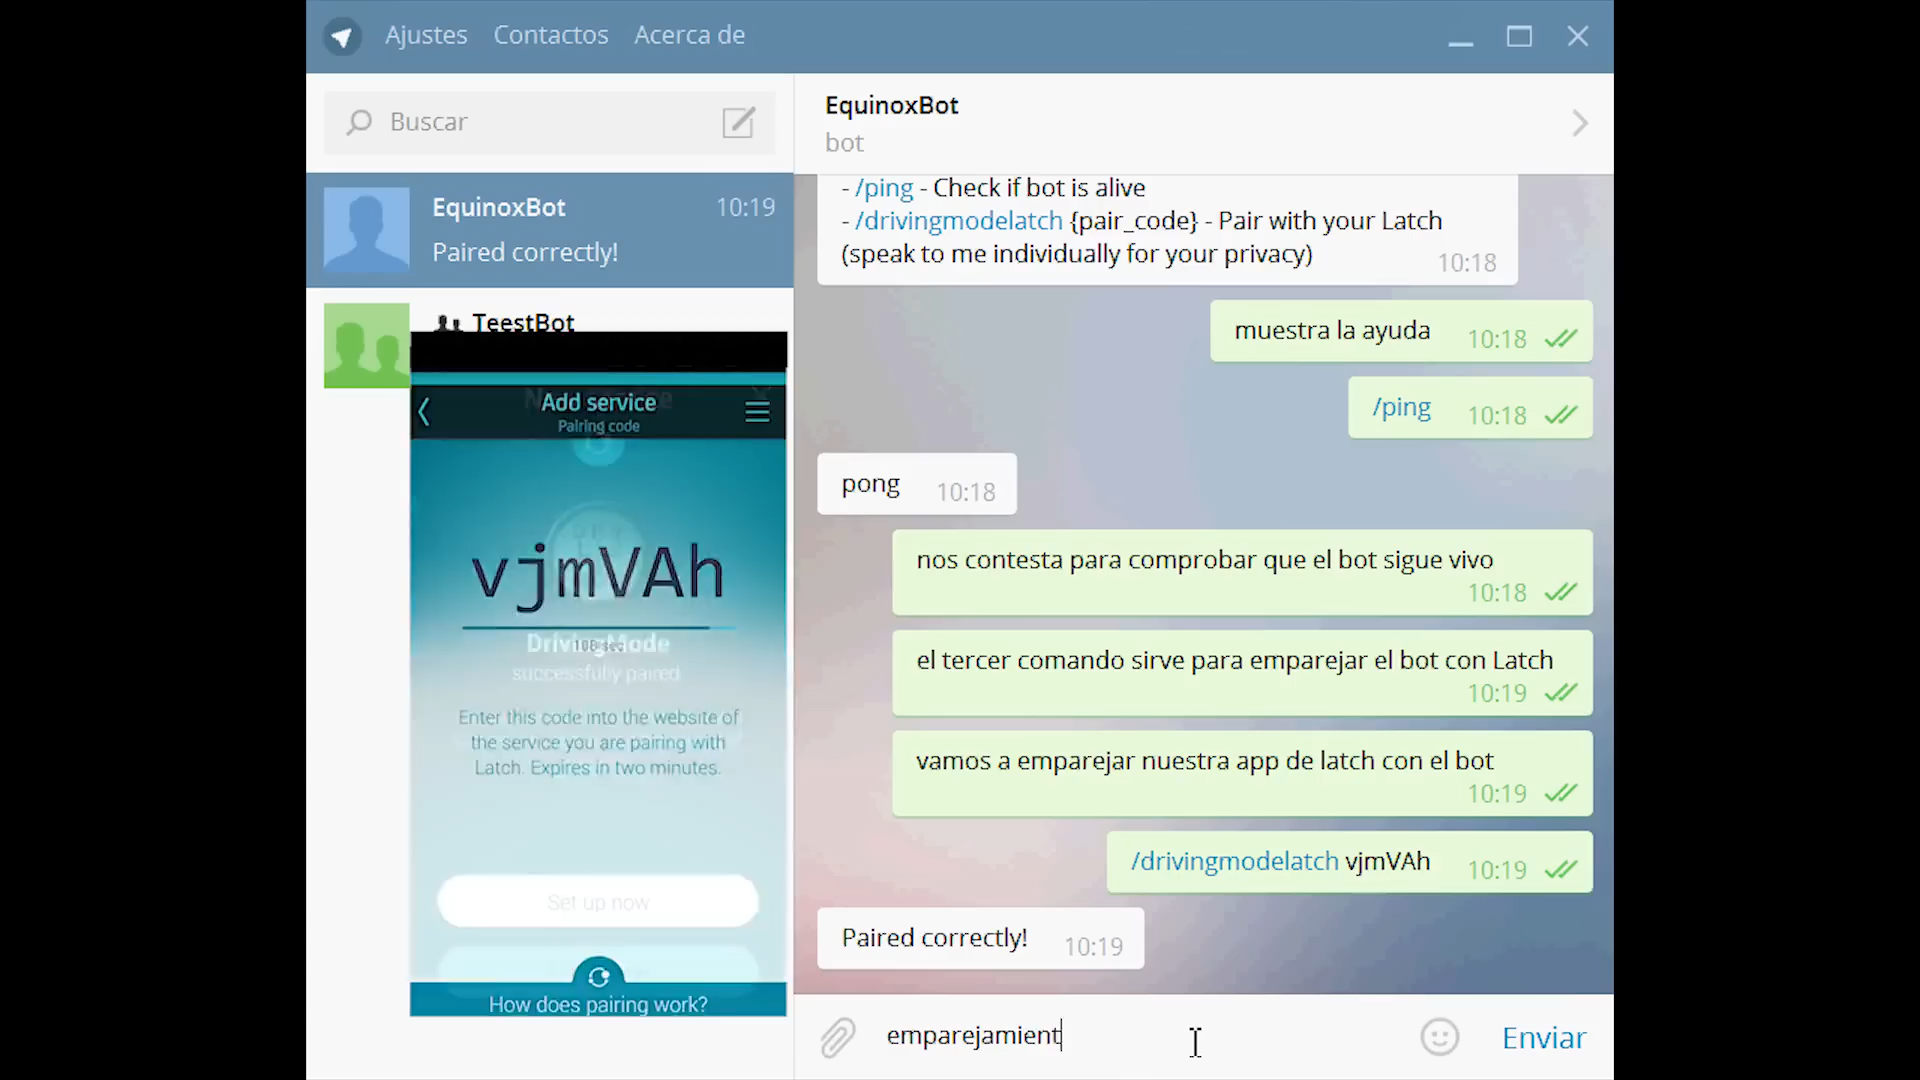 Ajustes Contactos Acerca de
Buscar
EquinoxBot 10:19
Paired correctly!
TeestBot
Add service
Pairing code
vjmVAh
DrivingMode
successfully paired
Enter this code into the website of
the service you are pairing with
Latch. Expires in two minutes.
Set up now
How does pairing work?
EquinoxBot
bot
- /ping - Check if bot is alive
- /drivingmodelatch {pair_code} - Pair with your Latch
(speak to me individually for your privacy) 10:18
muestra la ayuda 10:18
/ping 10:18
pong 10:18
nos contesta para comprobar que el bot sigue vivo
10:18
el tercer comando sirve para emparejar el bot con Latch
10:19
vamos a emparejar nuestra app de latch con el bot
10:19
/drivingmodelatch vjmVAh 10:19
Paired correctly! 10:19
emparejamient Enviar